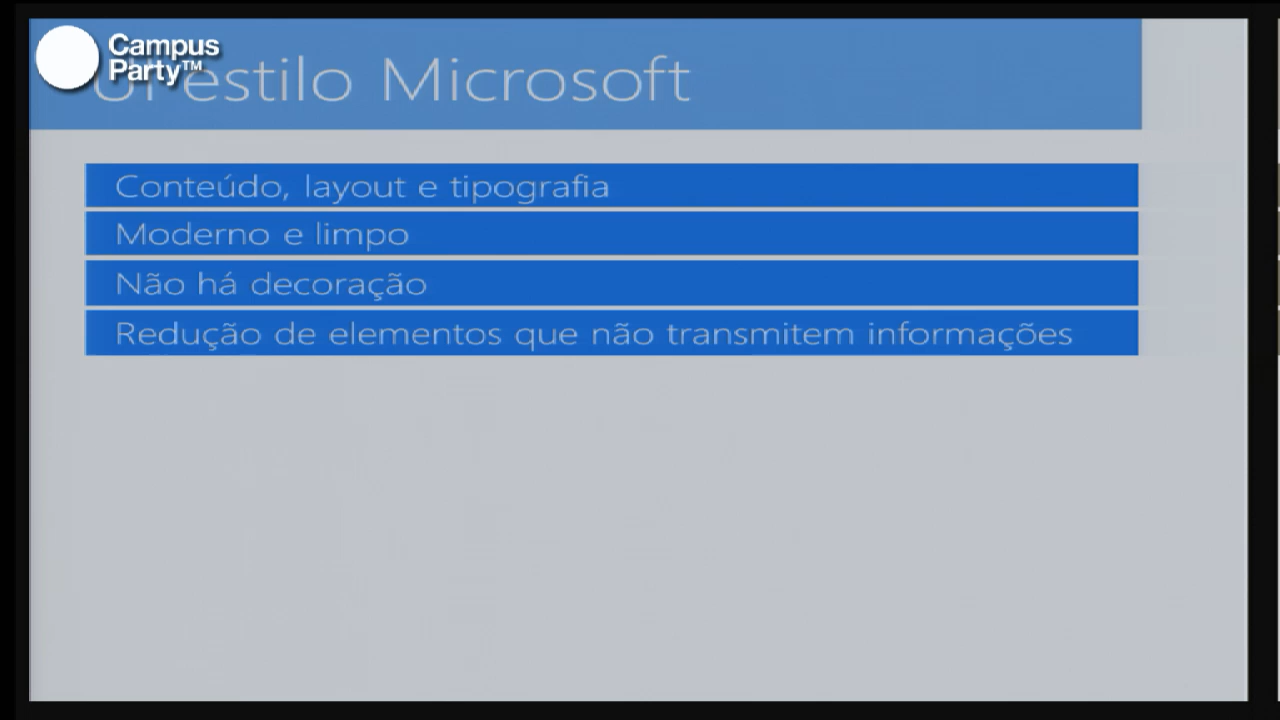 Campus
Party™
UI estilo Microsoft
Conteúdo, layout e tipografia
Moderno e limpo
Não há decoração
Redução de elementos que não transmitem informações